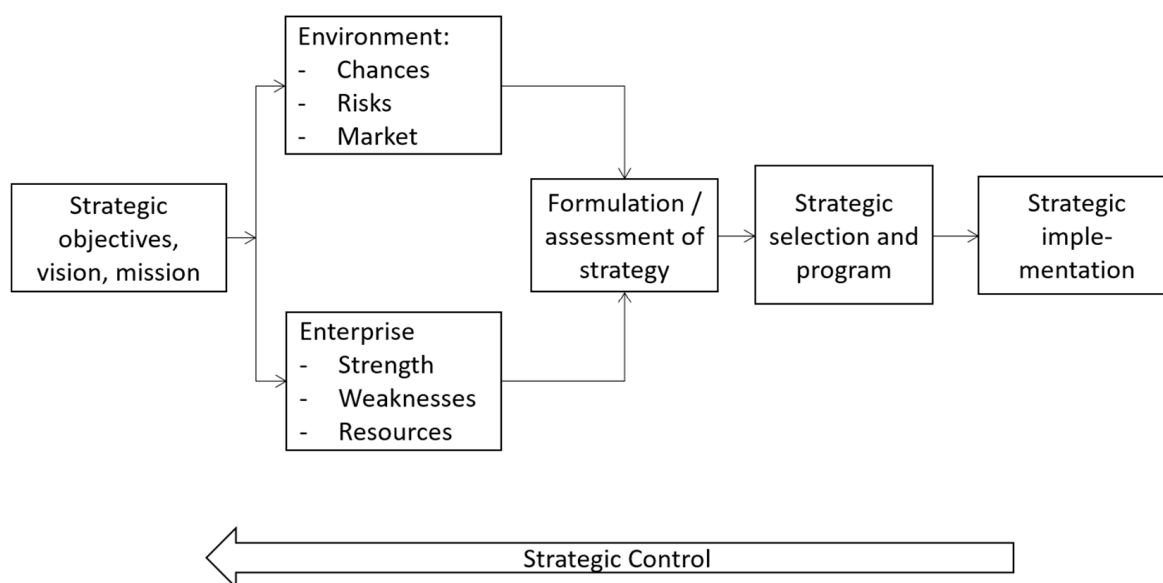 Environment:
- Chances
- Risks
- Market
Strategic
objectives,
vision, mission
Formulation /
assessment of
strategy
Strategic
selection and
program
Strategic
imple-
mentation
Enterprise
- Strength
- Weaknesses
- Resources
Strategic Control